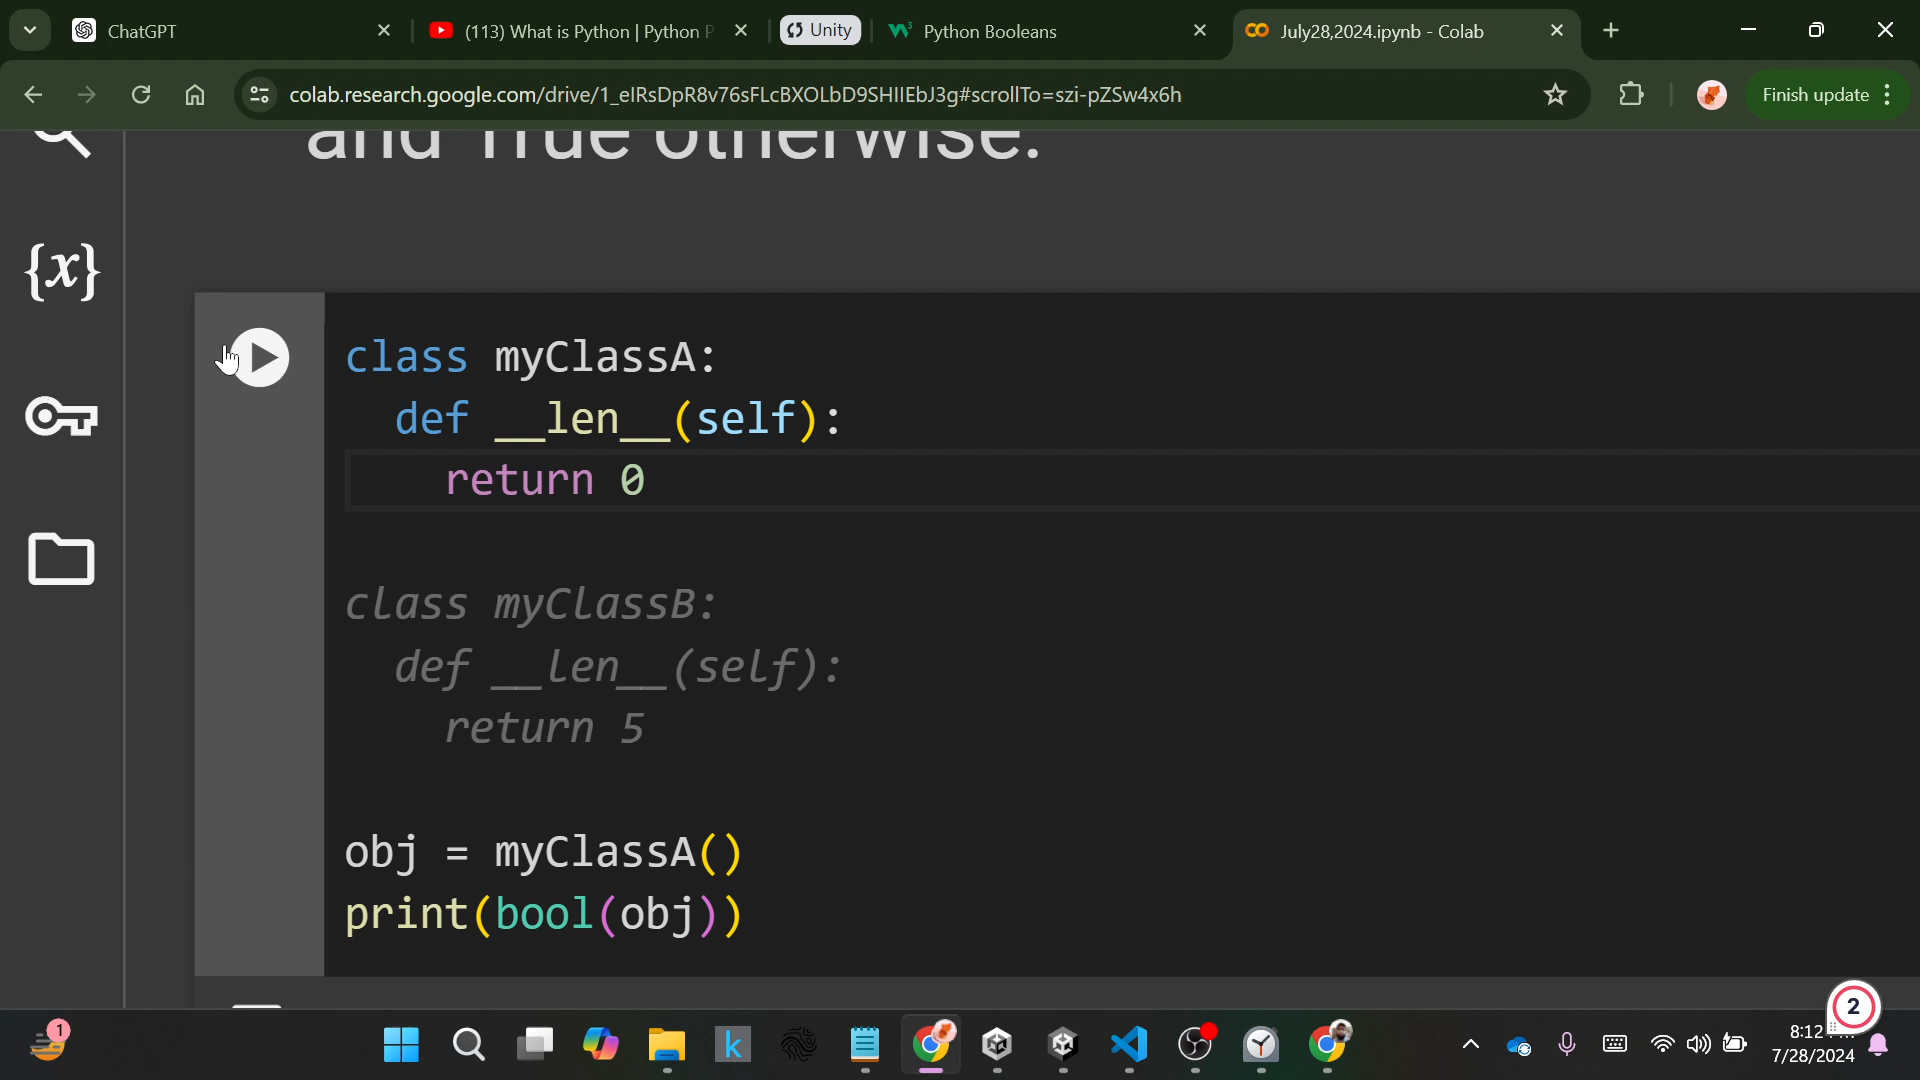 ChatGPT
(113) What is Python | Python P
Unity
Python Booleans
July28,2024.ipynb - Colab
colab.research.google.com/drive/1_eIRsDpR8v76sFLcBXOLbD9SHIIEbJ3g#scrollTo=szi-pZSw4x6h
Finish update
and True otherwise.
{x}
class myClassA:
def __len__(self):
return 0
class myClassB:
def __len__(self):
return 5
obj = myClassA()
print(bool(obj))
1
k
2
8:12
7/28/2024